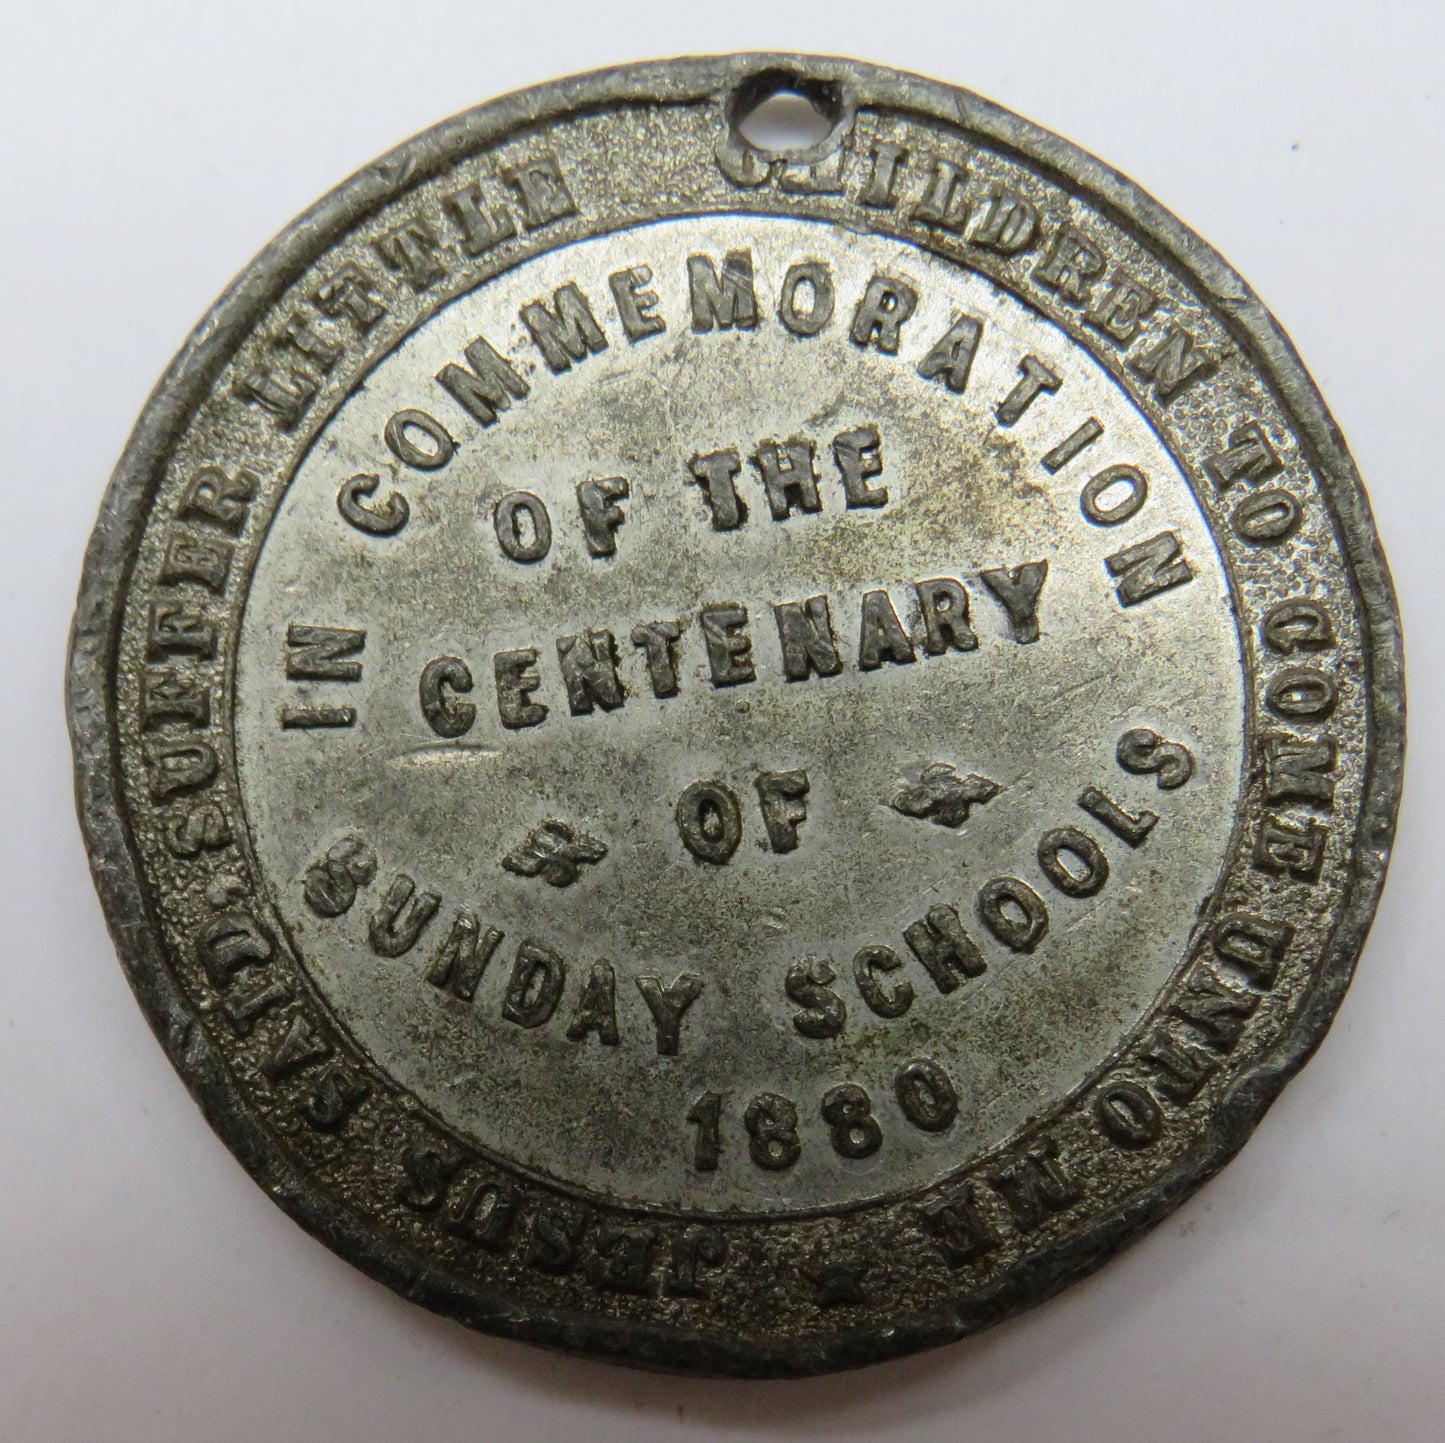 JESUS SAID. SUFFER LITTLE CHILDREN TO COME UNTO ME
IN COMMEMORATION
OF THE
CENTENARY
OF
SUNDAY SCHOOLS
1880